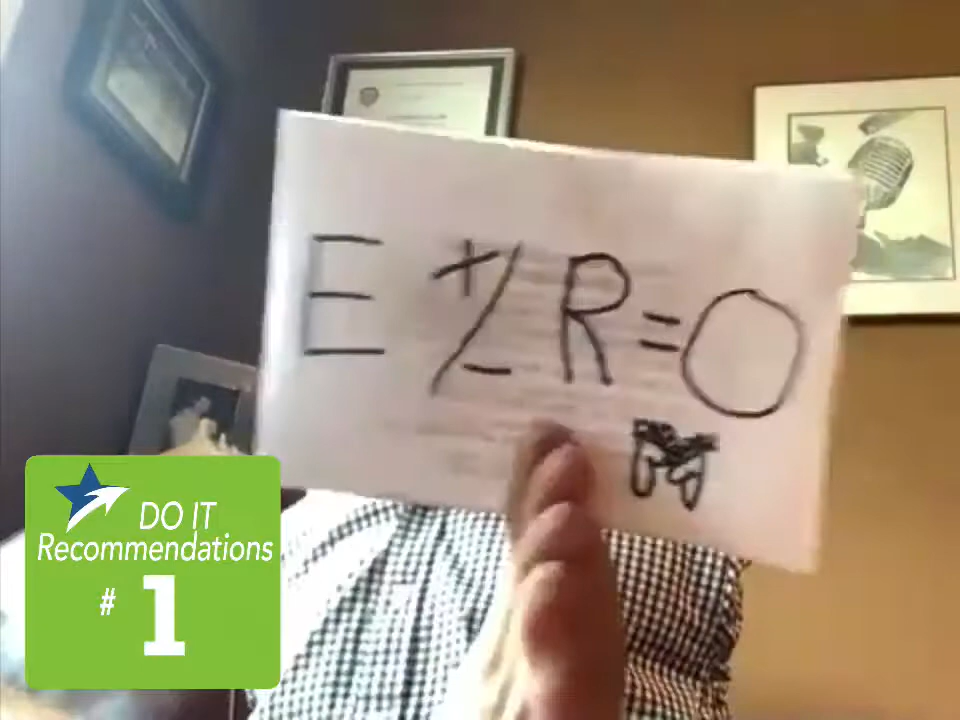 E +/- R = O
DO IT
Recommendations
# 1